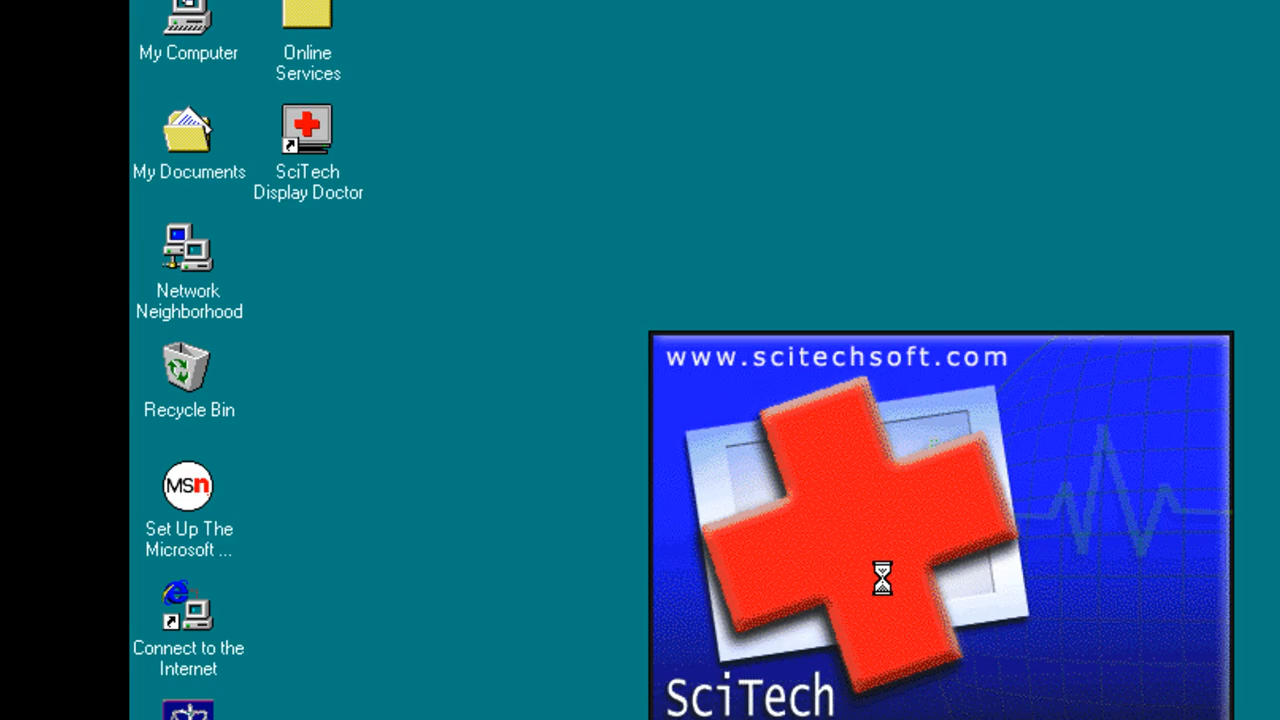 My Computer
Online
Services
My Documents
SciTech
Display Doctor
Network
Neighborhood
Recycle Bin
MSn
Set Up The
Microsoft ...
Connect to the
Internet
www.scitechsoft.com
SciTech